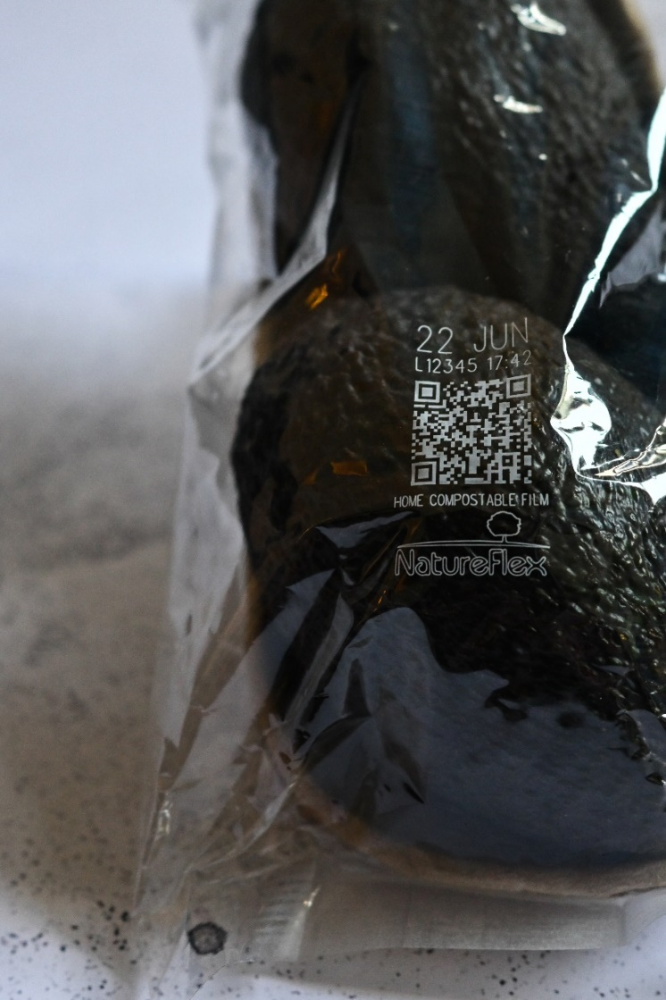 22 JUN
L12345 17:42
HOME COMPOSTABLE FILM
NatureFlex